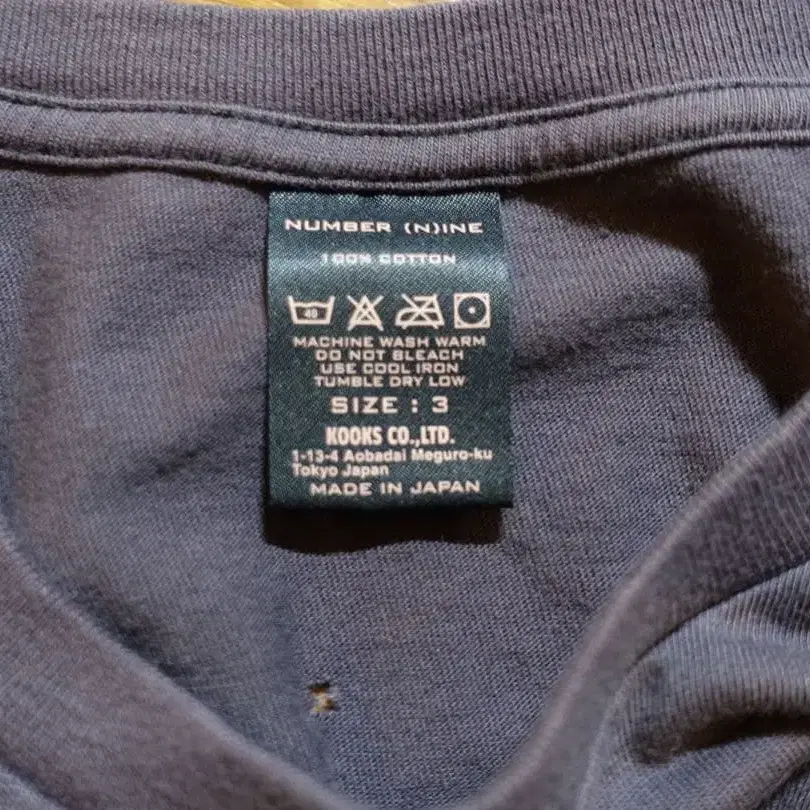 NUMBER (N)INE
100% COTTON
40
MACHINE WASH WARM
DO NOT BLEACH
USE COOL IRON
TUMBLE DRY LOW
SIZE : 3
KOOKS CO.,LTD.
1-13-4 Aobadai Meguro-ku
Tokyo Japan
MADE IN JAPAN